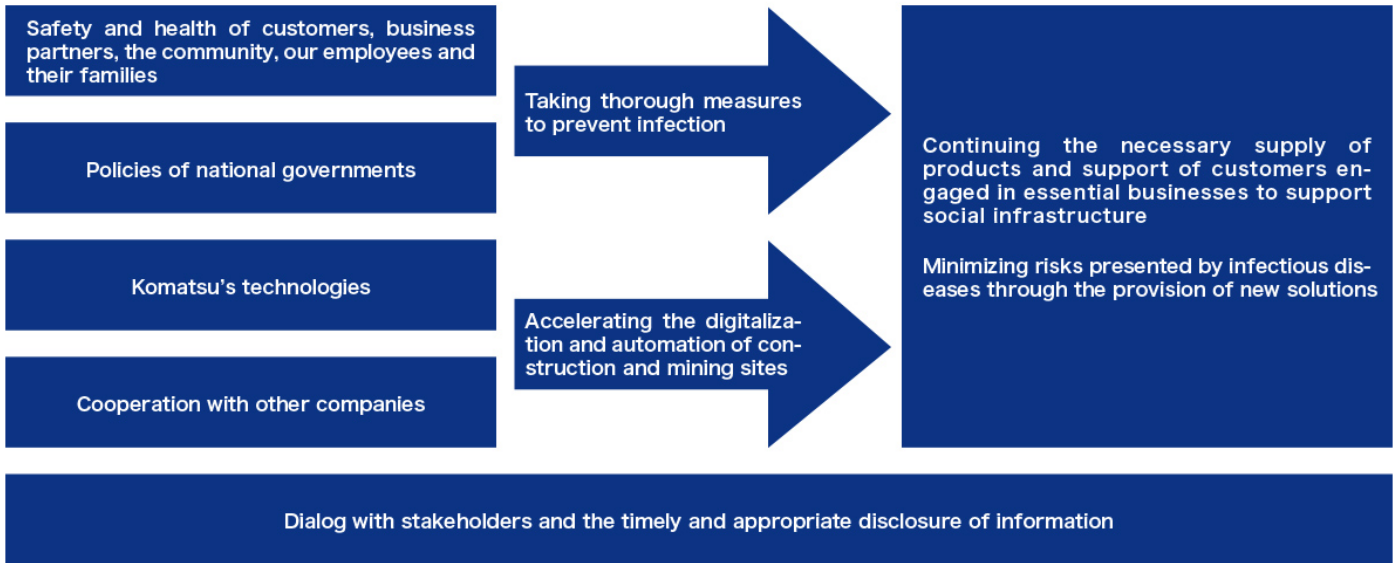 Safety and health of customers, business
partners, the community, our employees and
their families
Policies of national governments
Komatsu’s technologies
Cooperation with other companies
Taking thorough measures
to prevent infection
Accelerating the digitaliza-
tion and automation of con-
struction and mining sites
Continuing the necessary supply of
products and support of customers en-
gaged in essential businesses to support
social infrastructure
Minimizing risks presented by infectious dis-
eases through the provision of new solutions
Dialog with stakeholders and the timely and appropriate disclosure of information